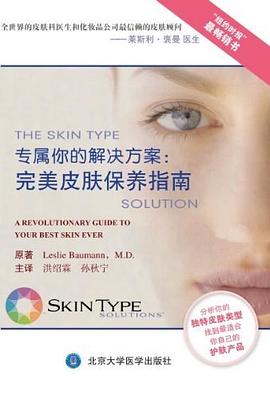 全世界的皮肤科医生和化妆品公司最信赖的皮肤顾问
——莱斯利·褒曼 医生
“纽约时报”
最畅销书
THE SKIN TYPE
专属你的解决方案：
完美皮肤保养指南
SOLUTION
A REVOLUTIONARY GUIDE TO
YOUR BEST SKIN EVER
原著 Leslie Baumann, M.D.
主译 洪绍霖 孙秋宁
SKIN TYPE
SOLUTIONS
分析你的
独特皮肤类型
找到最适合
你自己的
护肤产品
北京大学医学出版社